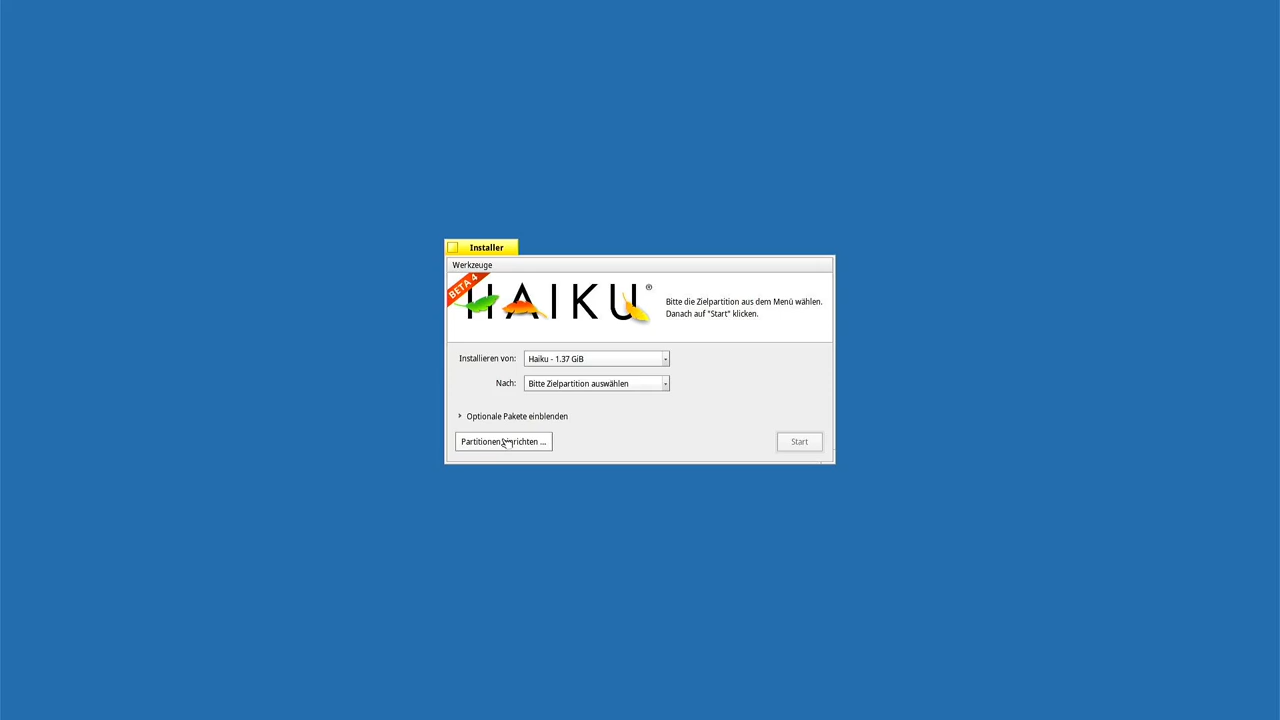 Installer
Werkzeuge
BETA 4
HAIKU®
Bitte die Zielpartition aus dem Menü wählen.
Danach auf "Start" klicken.
Installieren von: Haiku - 1.37 GiB
Nach: Bitte Zielpartition auswählen
Optionale Pakete einblenden
Partitionen einrichten ... Start